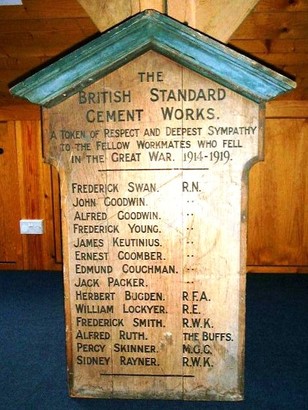 THE
BRITISH STANDARD
CEMENT WORKS.
A TOKEN OF RESPECT AND DEEPEST SYMPATHY
TO THE FELLOW WORKMATES WHO FELL
IN THE GREAT WAR. 1914-1919.
FREDERICK SWAN. R.N.
JOHN GOODWIN. "
ALFRED GOODWIN. "
FREDERICK YOUNG. "
JAMES KEUTINIUS. "
ERNEST COOMBER. "
EDMUND COUCHMAN. "
JACK PACKER. "
HERBERT BUGDEN. R.F.A.
WILLIAM LOCKYER. R.E.
FREDERICK SMITH. R.W.K.
ALFRED RUTH. THE BUFFS.
PERCY SKINNER. M.G.C.
SIDNEY RAYNER. R.W.K.